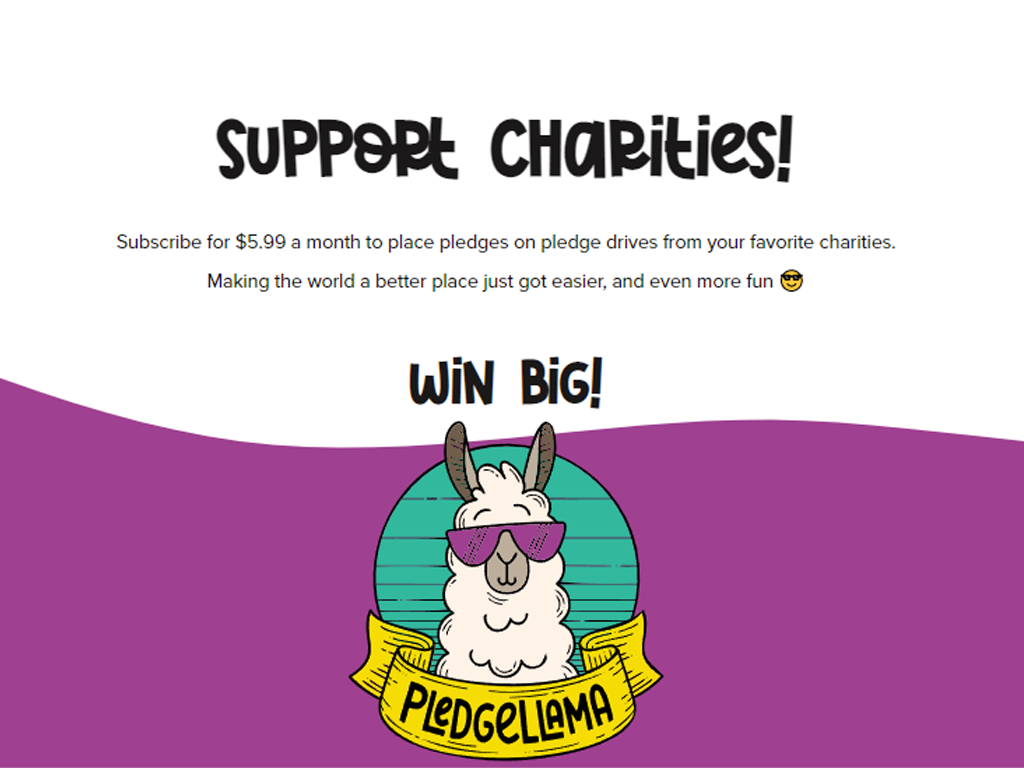 Support Charities!
Subscribe for $5.99 a month to place pledges on pledge drives from your favorite charities.
Making the world a better place just got easier, and even more fun 😎
Win Big!
PLEDGELLAMA